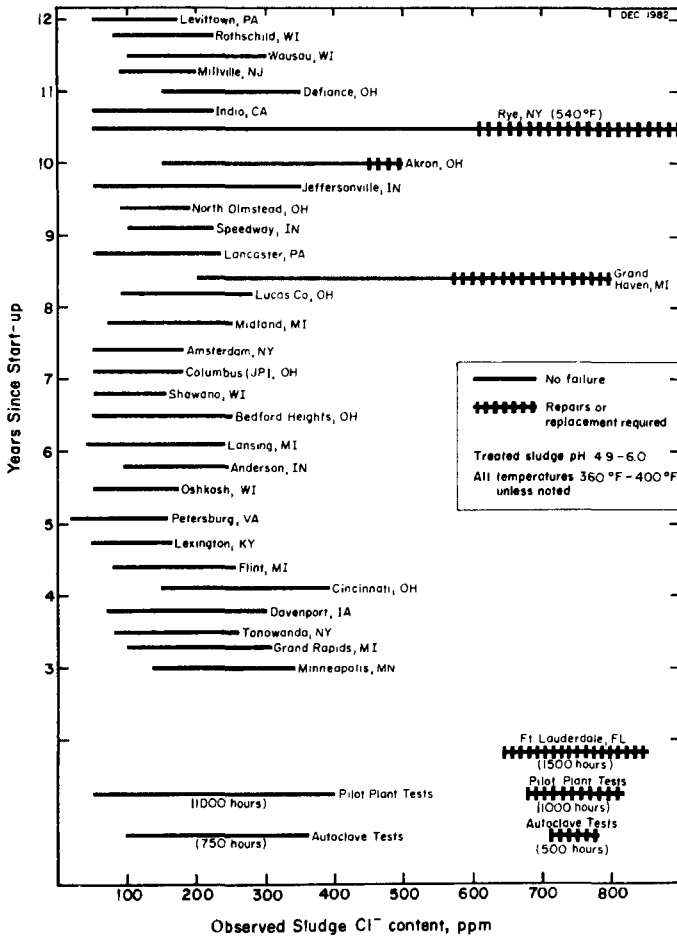 DEC 1982
12
Levittown, PA
Rothschild, WI
Wausau, WI
Millville, NJ
11
Defiance, OH
Indio, CA
Rye, NY (540°F)
10
Akron, OH
Jeffersonville, IN
North Olmstead, OH
Speedway, IN
9
Lancaster, PA
Grand
Haven, MI
Lucas Co, OH
8
Midland, MI
Amsterdam, NY
Columbus (JP), OH
7
Shawano, WI
Bedford Heights, OH
6
Lansing, MI
Anderson, IN
Oshkosh, WI
Petersburg, VA
5
Lexington, KY
Flint, MI
Cincinnati, OH
4
Davenport, IA
Tonowanda, NY
Grand Rapids, MI
3
Minneapolis, MN
Years Since Start-up
No failure
Repairs or
replacement required
Treated sludge pH 4.9-6.0
All temperatures 360°F-400°F
unless noted
Ft Lauderdale, FL
(1500 hours)
Pilot Plant Tests
(1000 hours)
Pilot Plant Tests
(1000 hours)
Autoclave Tests
(750 hours)
Autoclave Tests
(500 hours)
100 200 300 400 500 600 700 800
Observed Sludge Cl⁻ content, ppm